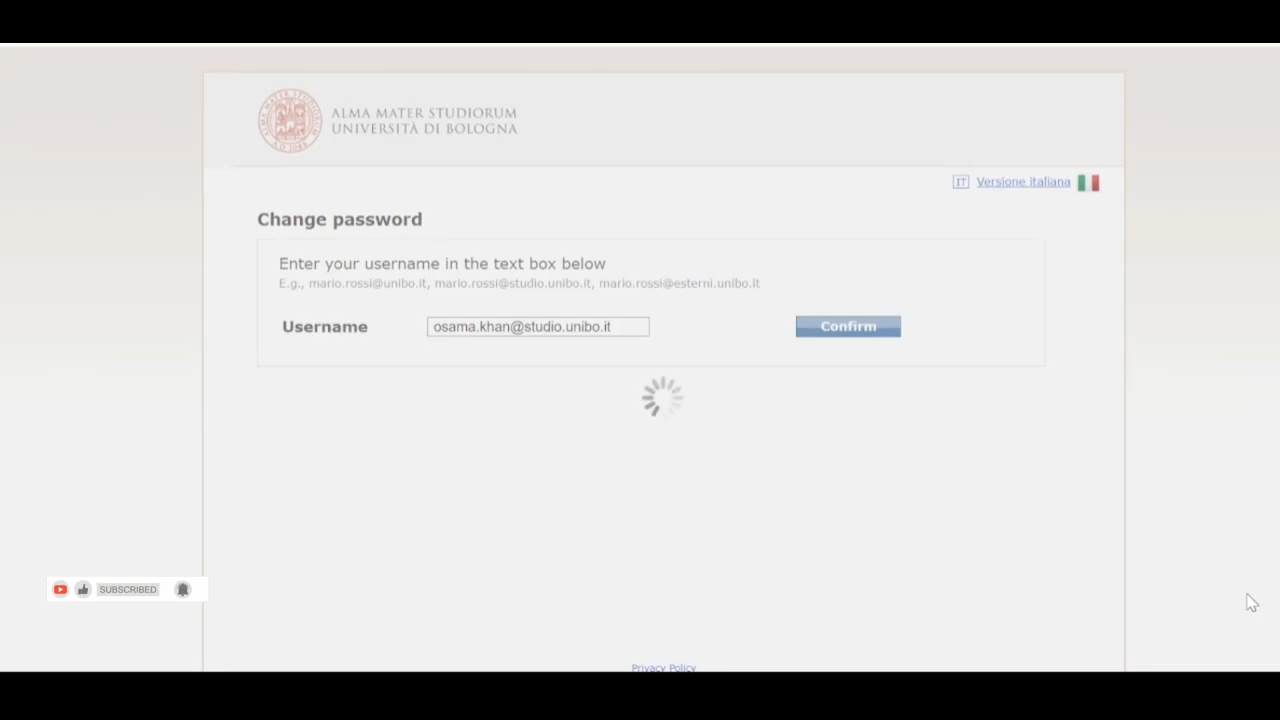 ALMA MATER STUDIORUM
UNIVERSITÀ DI BOLOGNA
IT Versione italiana
Change password
Enter your username in the text box below
E.g., mario.rossi@unibo.it, mario.rossi@studio.unibo.it, mario.rossi@esterni.unibo.it
Username osama.khan@studio.unibo.it Confirm
SUBSCRIBED
Privacy Policy